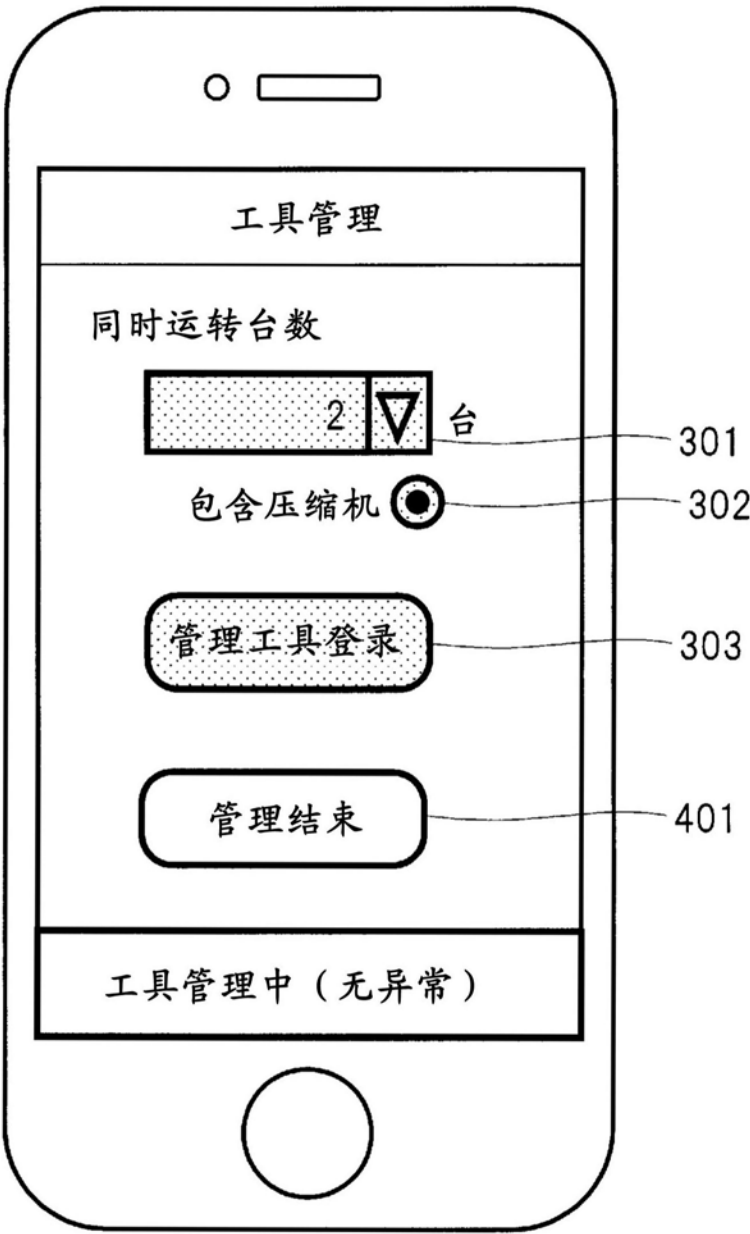 工具管理
同时运转台数
2 台
301
包含压缩机
302
管理工具登录
303
管理结束
401
工具管理中（无异常）